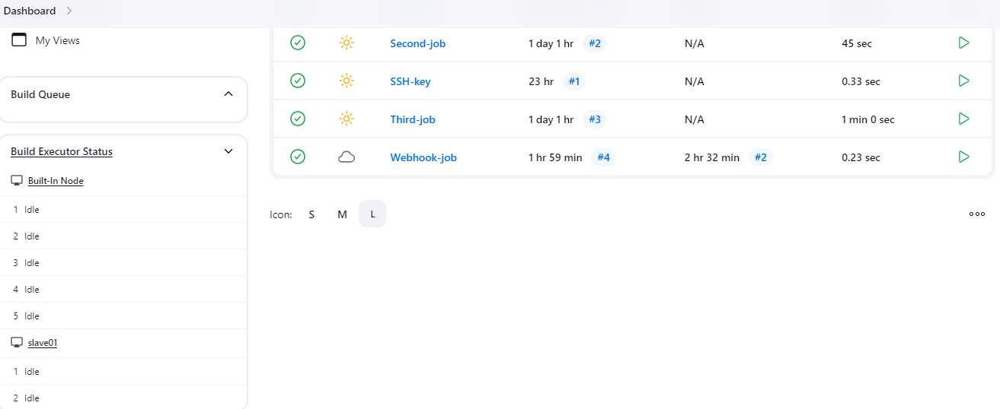 Dashboard
My Views
Build Queue
Build Executor Status
Built-In Node
1 Idle
2 Idle
3 Idle
4 Idle
5 Idle
slave01
1 Idle
2 Idle
Second-job 1 day 1 hr #2 N/A 45 sec
SSH-key 23 hr #1 N/A 0.33 sec
Third-job 1 day 1 hr #3 N/A 1 min 0 sec
Webhook-job 1 hr 59 min #4 2 hr 32 min #2 0.23 sec
Icon: S M L